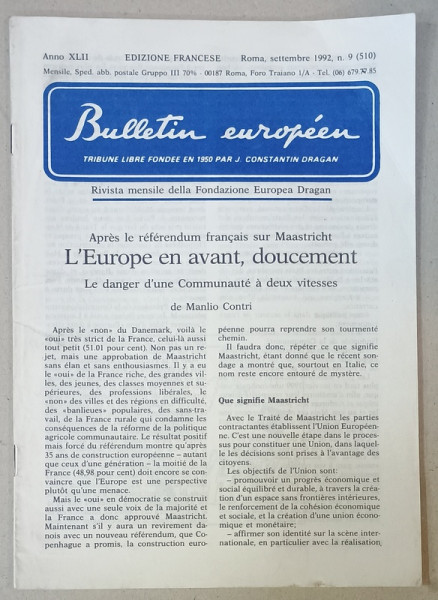 Anno XLII EDIZIONE FRANCESE Roma, settembre 1992, n. 9 (510)
Mensile, Sped. abb. postale Gruppo III 70% - 00187 Roma, Foro Traiano 1/A - Tel. (06) 679.77.85
Bulletin européen
TRIBUNE LIBRE FONDEE EN 1950 PAR J. CONSTANTIN DRAGAN
Rivista mensile della Fondazione Europea Dragan
Après le référendum français sur Maastricht
L'Europe en avant, doucement
Le danger d'une Communauté à deux vitesses
de Manlio Contri
Après le «non» du Danemark, voilà le
«oui» très strict de la France, celui-là aussi
tout petit (51.01 pour cent). Non pas un re-
jet, mais une approbation de Maastricht
sans élan et sans enthousiasmes. Il y a eu
le «oui» de la France riche, des grandes vil-
les, des jeunes, des classes moyennes et su-
périeures, des professions libérales, le
«non» des villes et des régions en difficulté,
des «banlieues» populaires, des sans-tra-
vail, de la France rurale qui condamne les
conséquences de la réforme de la politique
agricole communautaire. Le résultat positif
mais forcé du référendum montre qu'après
35 ans de construction européenne – autant
que ceux d'une génération – la moitié de la
France (48,98 pour cent) doit encore se con-
vaincre que l'Europe est une perspective
plutôt qu'une menace.
Mais le «oui» en démocratie se construit
aussi avec une seule voix de la majorité et
la France a donc approuvé Maastricht.
Maintenant s'il y aura un revirement da-
nois avec un nouveau référendum, que Co-
penhague a promis, la construction euro-
péenne pourra reprendre son tourmenté
chemin.
Il faudra donc, répéter ce que signifie
Maastricht, étant donné que le récent son-
dage a montré que, sourtout en Italie, ce
nom reste encore entouré de mystère.
Que signifie Maastricht
Avec le Traité de Maastricht les parties
contractantes établissent l'Union Européen-
ne. C'est une nouvelle étape dans le proces-
sus pour constituer une Union, dans laquel-
le les décisions sont prises à l'avantage des
citoyens.
Les objectifs de l'Union sont:
– promouvoir un progrès économique et
social équilibré et durable, à travers la créa-
tion d'un espace sans frontières intérieures,
le renforcement de la cohésion économique
et sociale, et la création d'une union écono-
mique et monétaire;
– affirmer son identité sur la scène inter-
nationale, en particulier avec la réalisation,